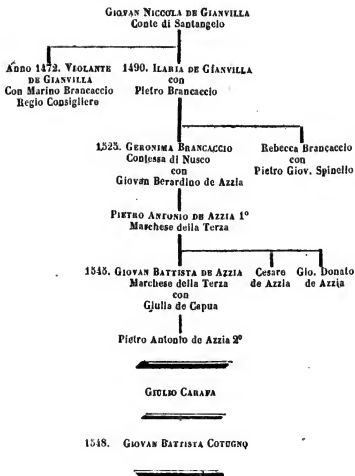 GIOVAN NICCOLA DE GIANVILLA
Conte di Santangelo
Anno 1472. VIOLANTE
DE GIANVILLA
Con Marino Brancaccio
Regio Consigliero
1490. ILARIA DE GIANVILLA
con
Pietro Brancaccio
1525. GERONIMA BRANCACCIO
Contessa di Nusco
con
Giovan Berardino de Azzia
Rebecca Brancaccio
con
Pietro Giov. Spinello
PIETRO ANTONIO DE AZZIA 1º
Marchese della Terza
1545. GIOVAN BATTISTA DE AZZIA
Marchese della Terza
con
Giulia de Capua
Cesare
de Azzia
Gio. Donato
de Azzia
Pietro Antonio de Azzia 2º
GIULIO CARAFA
1548. GIOVAN BATTISTA COTUGNO